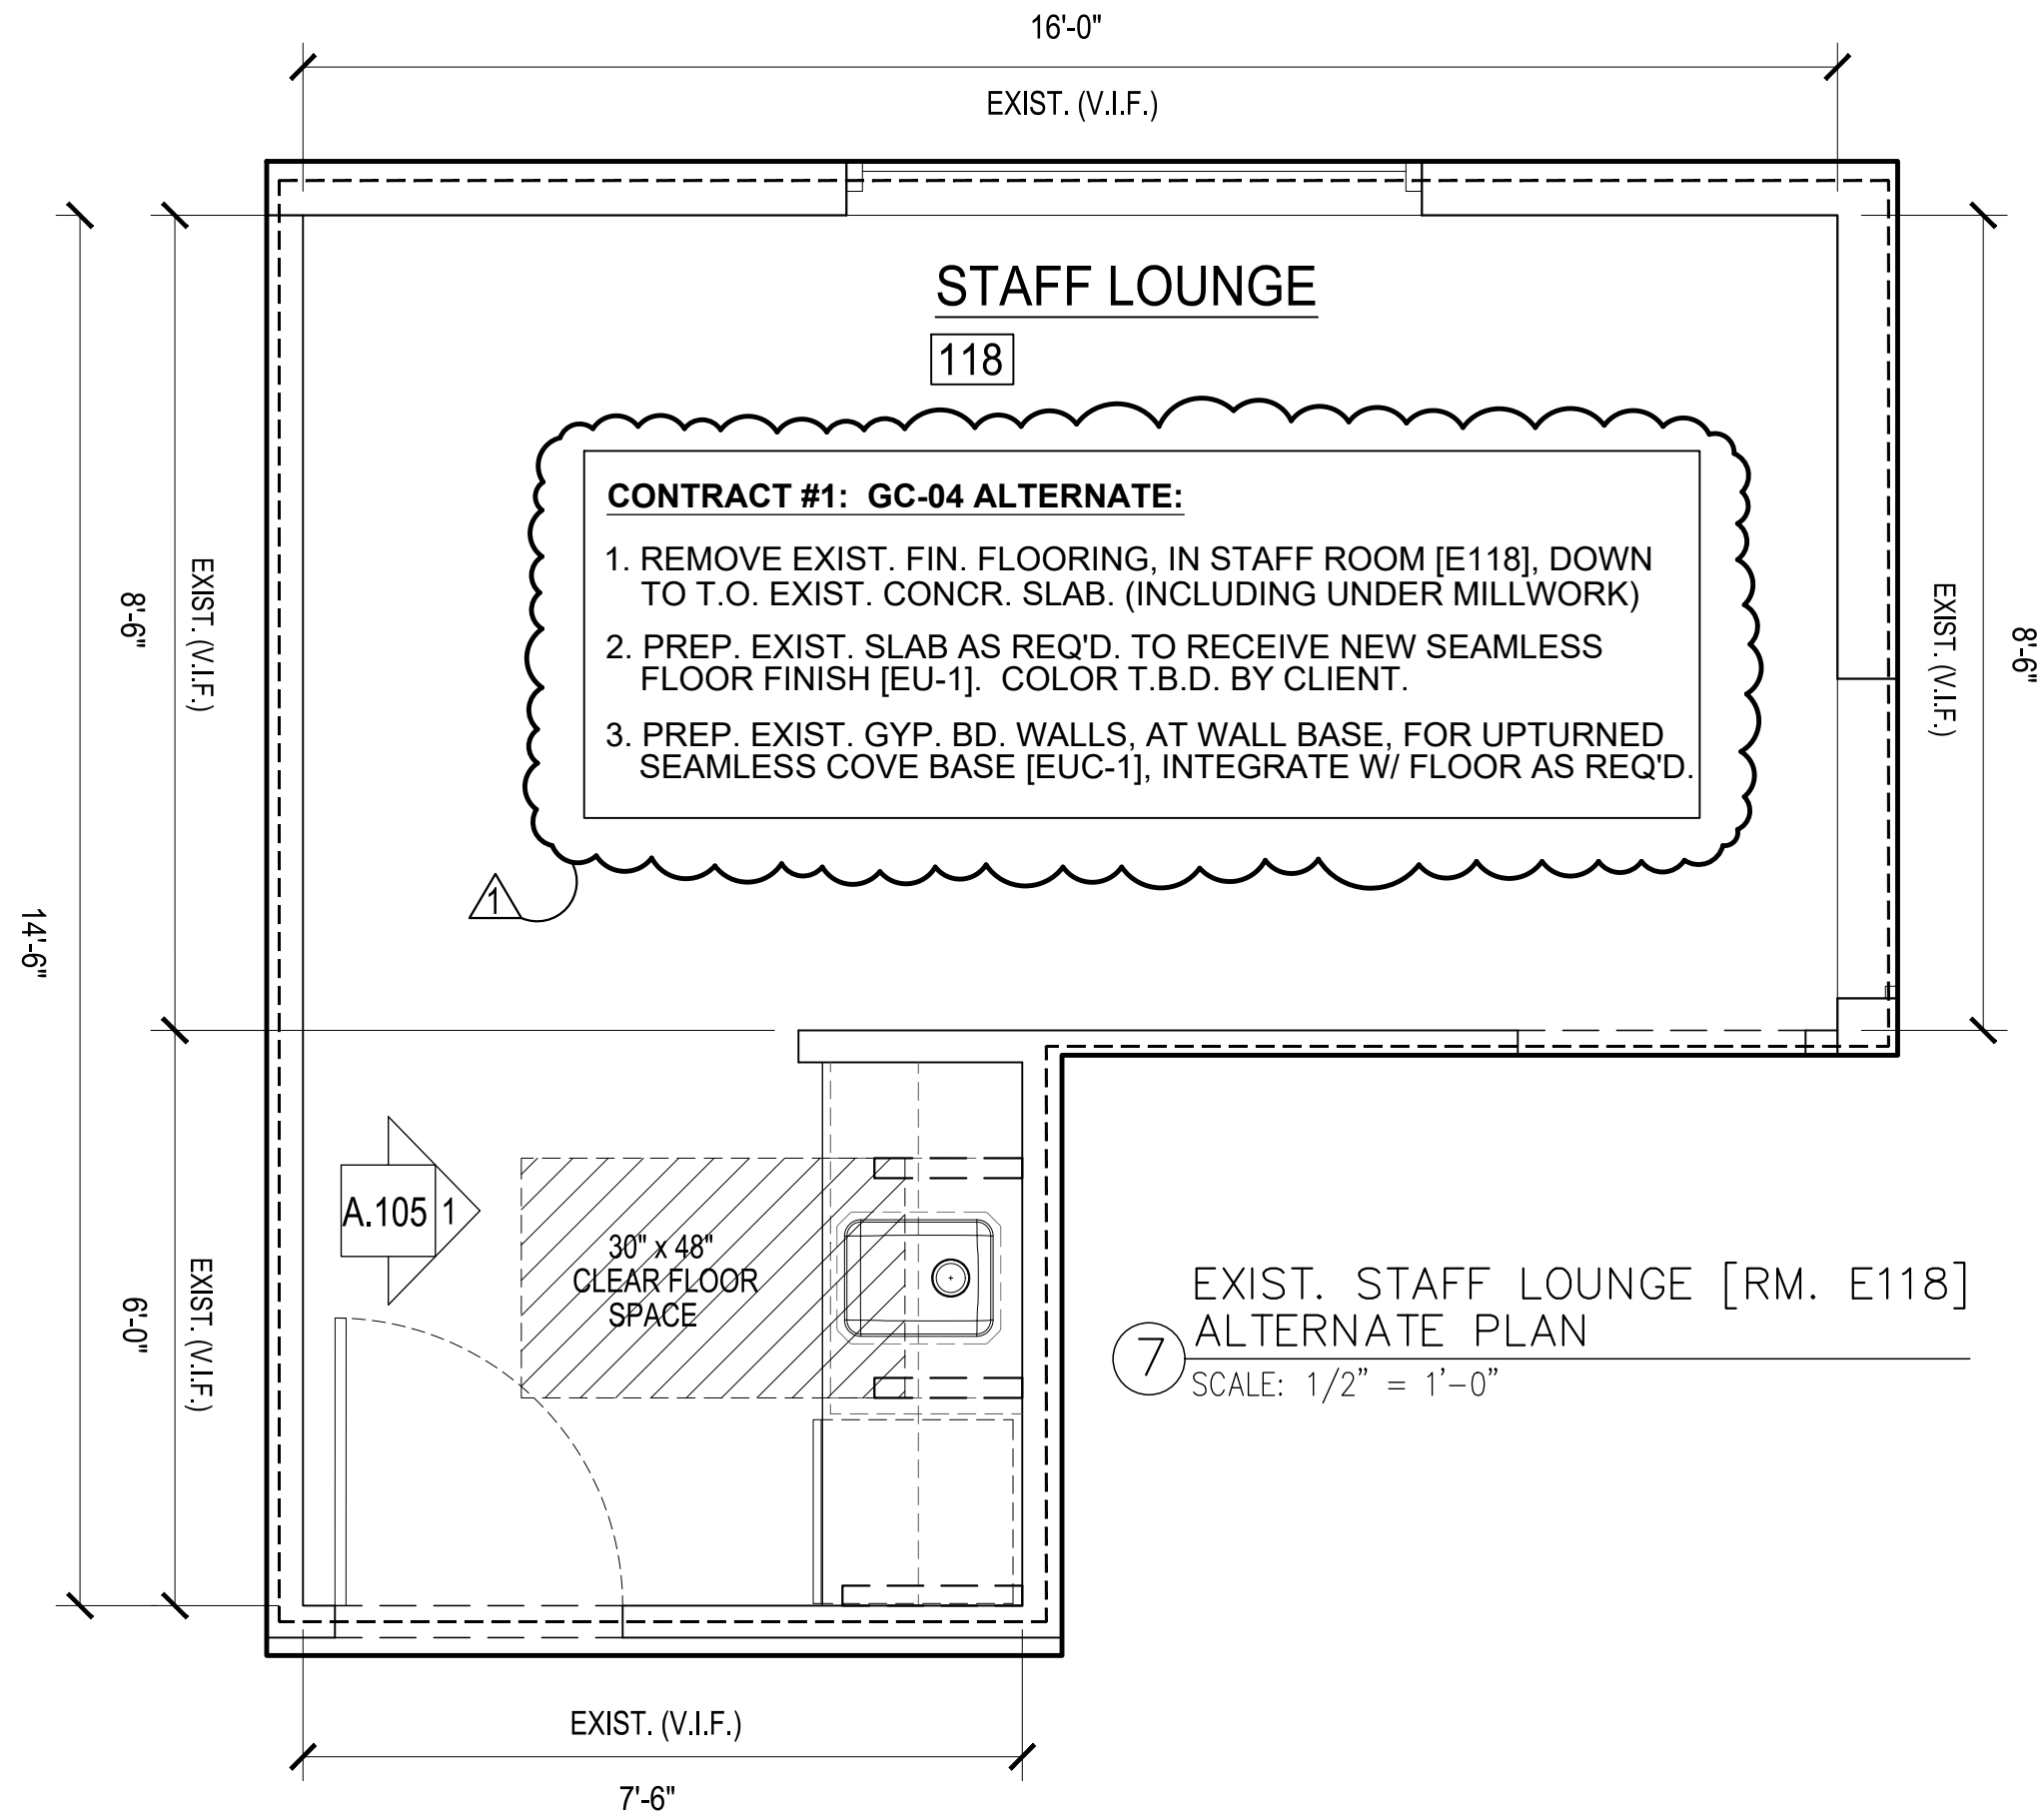 16'-0"
EXIST. (V.I.F.)
STAFF LOUNGE
118
CONTRACT #1:  GC-04 ALTERNATE:
1. REMOVE EXIST. FIN. FLOORING, IN STAFF ROOM [E118], DOWN
TO T.O. EXIST. CONCR. SLAB. (INCLUDING UNDER MILLWORK)
2. PREP. EXIST. SLAB AS REQ'D. TO RECEIVE NEW SEAMLESS
FLOOR FINISH [EU-1].  COLOR T.B.D. BY CLIENT.
3. PREP. EXIST. GYP. BD. WALLS, AT WALL BASE, FOR UPTURNED
SEAMLESS COVE BASE [EUC-1], INTEGRATE W/ FLOOR AS REQ'D.
1
EXIST. (V.I.F.)
8'-6"
EXIST. (V.I.F.)
8'-6"
14'-6"
EXIST. (V.I.F.)
6'-0"
A.105 1
30" x 48"
CLEAR FLOOR
SPACE
EXIST. STAFF LOUNGE [RM. E118]
ALTERNATE PLAN
7
SCALE: 1/2" = 1'-0"
EXIST. (V.I.F.)
7'-6"